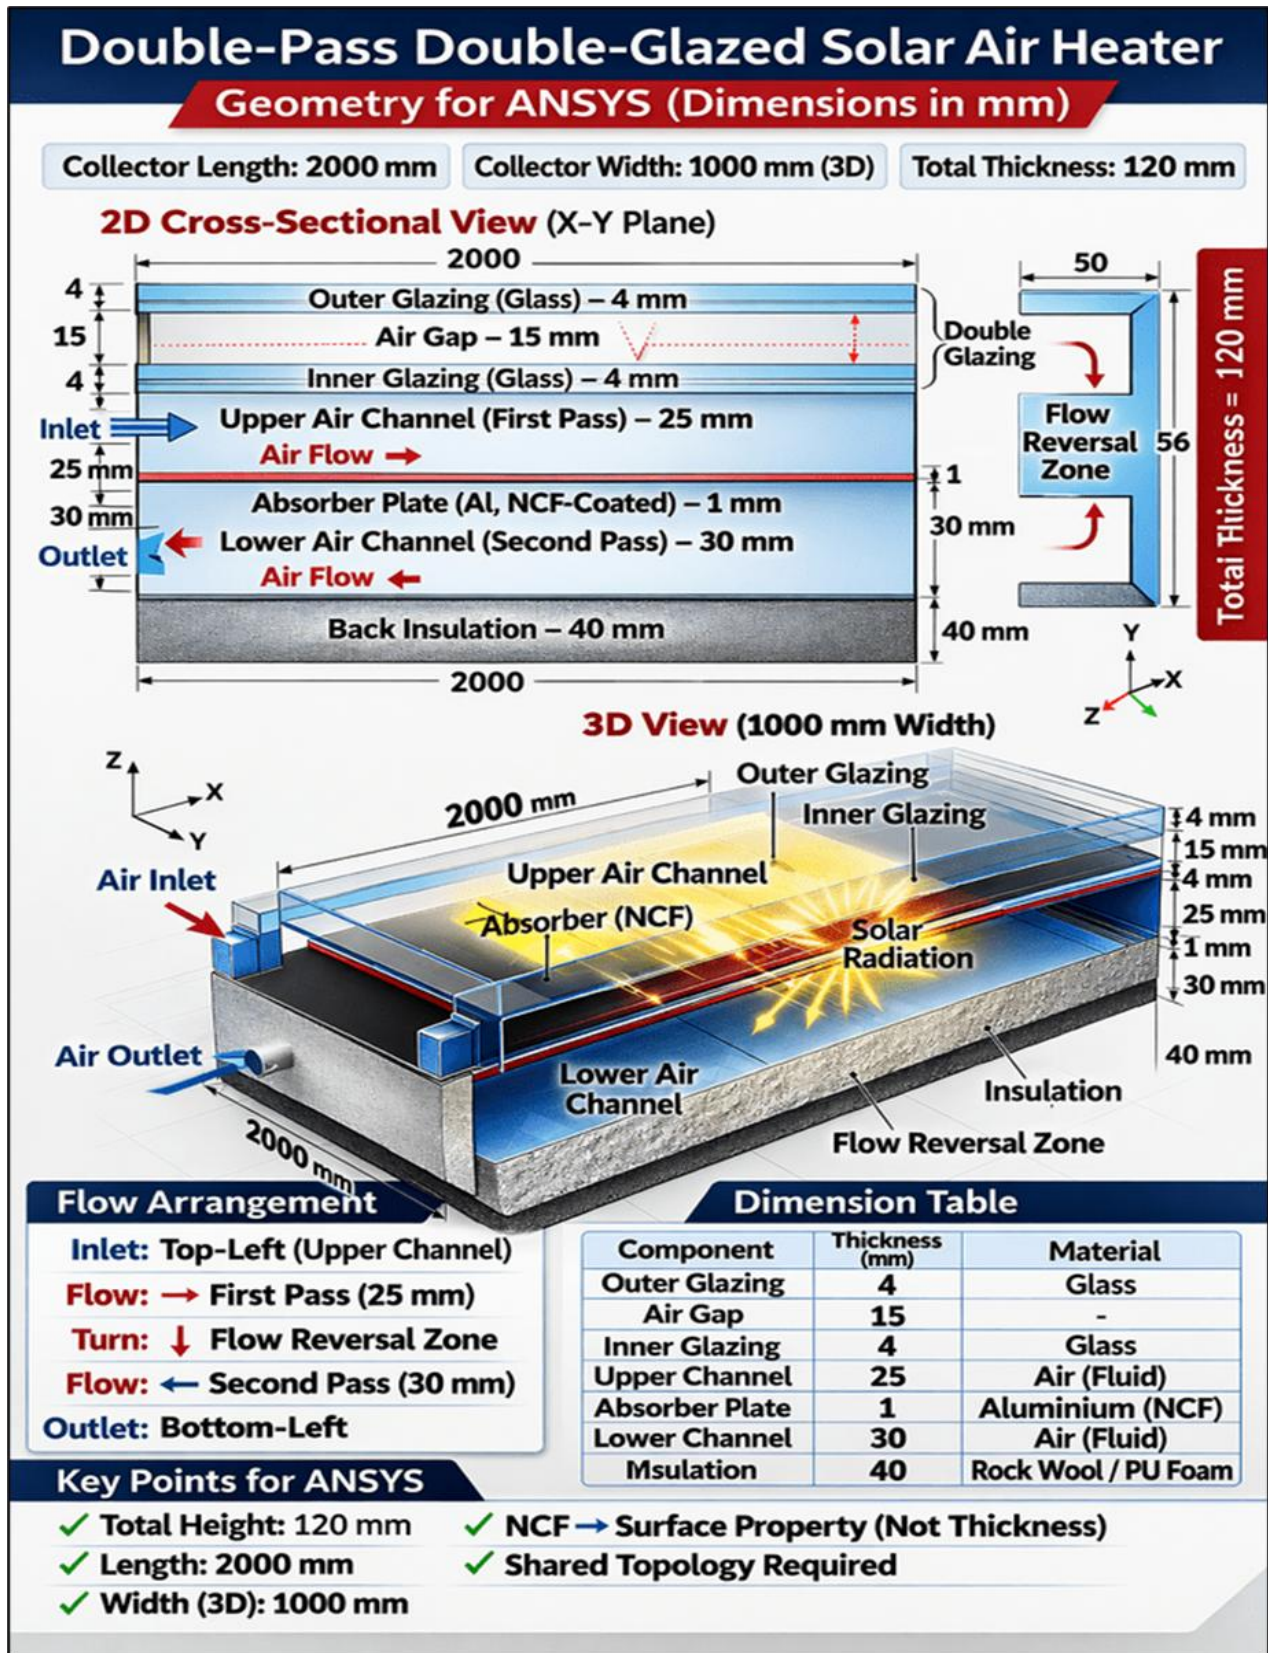 Double-Pass Double-Glazed Solar Air Heater
Geometry for ANSYS (Dimensions in mm)
Collector Length: 2000 mm
Collector Width: 1000 mm (3D)
Total Thickness: 120 mm
2D Cross-Sectional View (X-Y Plane)
2000
4
15
4
Inlet
25 mm
30 mm
Outlet
Outer Glazing (Glass) – 4 mm
Air Gap – 15 mm
Inner Glazing (Glass) – 4 mm
Upper Air Channel (First Pass) – 25 mm
Air Flow →
Absorber Plate (Al, NCF-Coated) – 1 mm
Lower Air Channel (Second Pass) – 30 mm
Air Flow ←
Back Insulation – 40 mm
2000
Double
Glazing
1
30 mm
40 mm
50
Flow
Reversal
Zone
56
Total Thickness = 120 mm
Y
X
Z
3D View (1000 mm Width)
Z
X
Y
2000 mm
Outer Glazing
Inner Glazing
Upper Air Channel
Absorber (NCF)
Solar
Radiation
Air Inlet
Air Outlet
Lower Air
Channel
Insulation
Flow Reversal Zone
2000 mm
4 mm
15 mm
4 mm
25 mm
1 mm
30 mm
40 mm
Flow Arrangement
Inlet: Top-Left (Upper Channel)
Flow: → First Pass (25 mm)
Turn: ↓ Flow Reversal Zone
Flow: ← Second Pass (30 mm)
Outlet: Bottom-Left
Dimension Table
Component Thickness (mm) Material
Outer Glazing 4 Glass
Air Gap 15 -
Inner Glazing 4 Glass
Upper Channel 25 Air (Fluid)
Absorber Plate 1 Aluminium (NCF)
Lower Channel 30 Air (Fluid)
Msulation 40 Rock Wool / PU Foam
Key Points for ANSYS
✓ Total Height: 120 mm
✓ Length: 2000 mm
✓ Width (3D): 1000 mm
✓ NCF → Surface Property (Not Thickness)
✓ Shared Topology Required